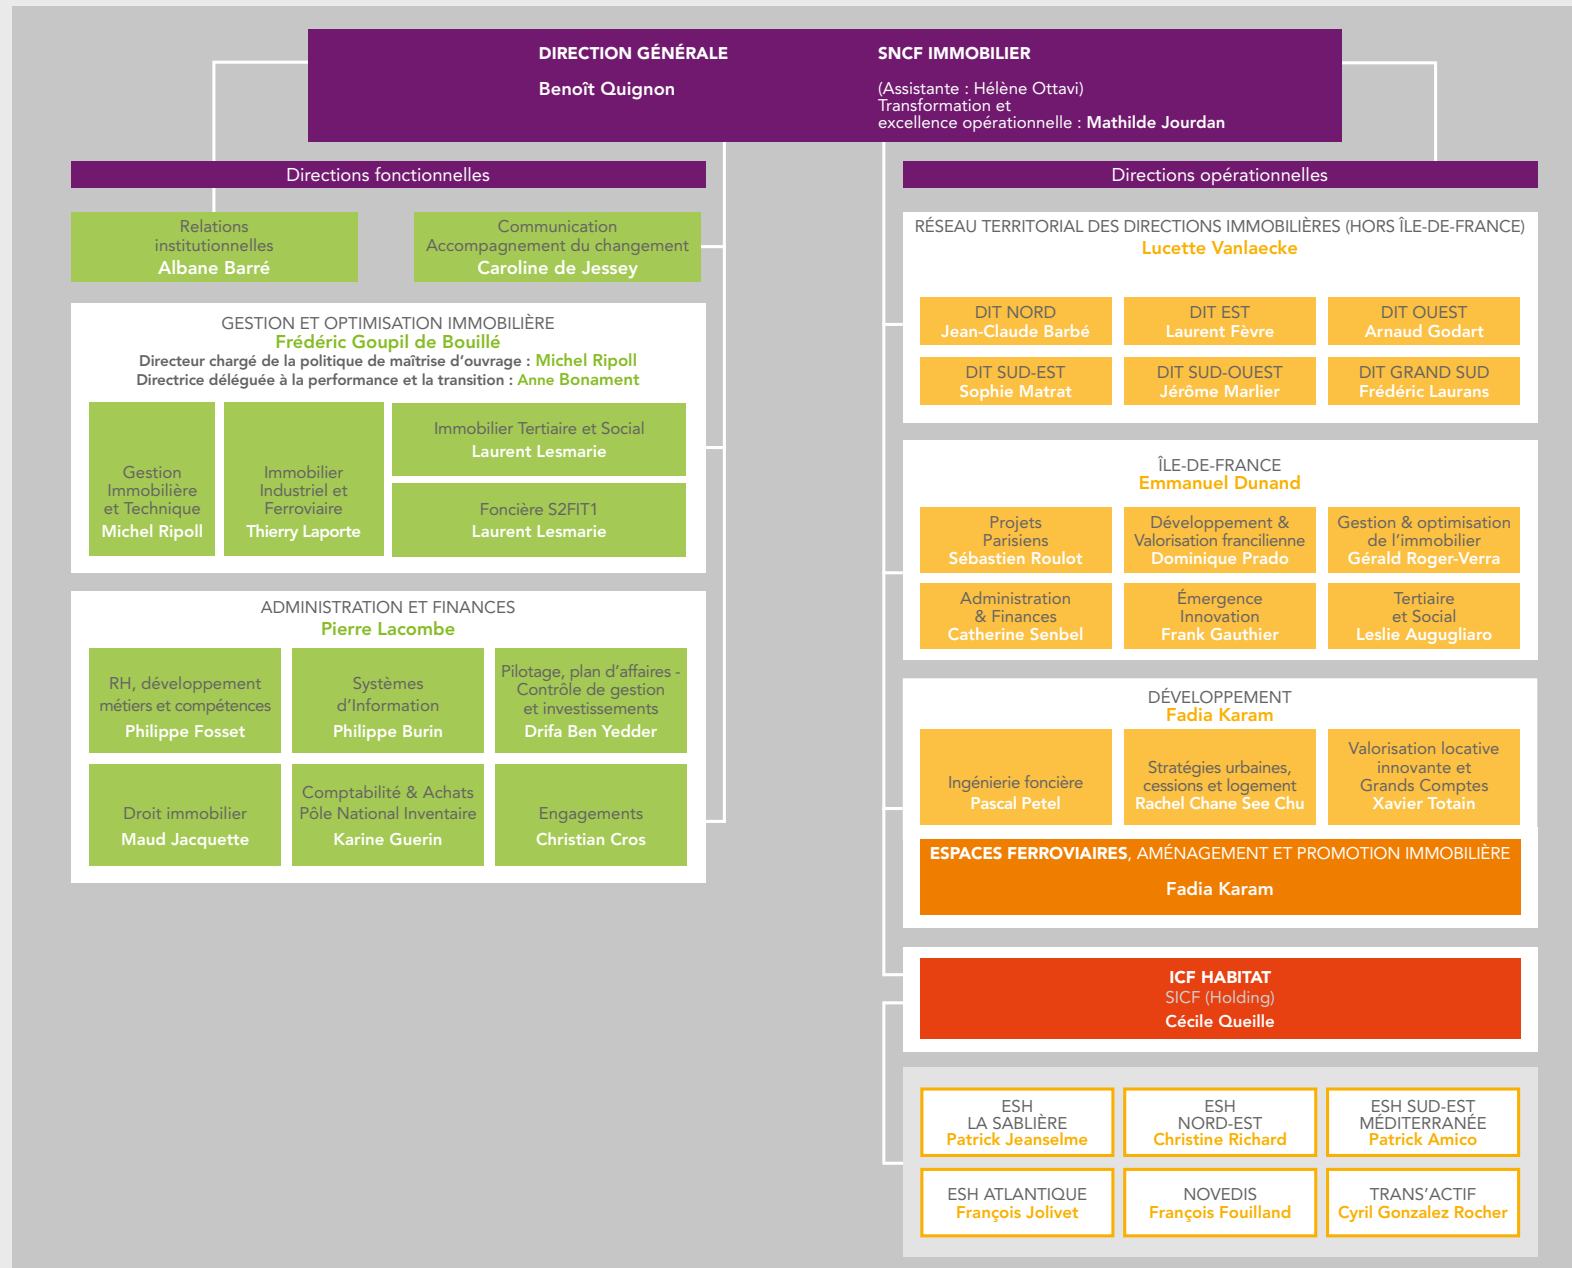 DIRECTION GÉNÉRALE
Benoît Quignon
SNCF IMMOBILIER
(Assistante : Hélène Ottavi)
Transformation et
excellence opérationnelle : Mathilde Jourdan
Directions fonctionnelles
Relations
institutionnelles
Albane Barré
Communication
Accompagnement du changement
Caroline de Jessey
GESTION ET OPTIMISATION IMMOBILIÈRE
Frédéric Goupil de Bouillé
Directeur chargé de la politique de maîtrise d'ouvrage : Michel Ripoll
Directrice déléguée à la performance et la transition : Anne Bonament
Gestion
Immobilière
et Technique
Michel Ripoll
Immobilier
Industriel et
Ferroviaire
Thierry Laporte
Immobilier Tertiaire et Social
Laurent Lesmarie
Foncière S2FIT1
Laurent Lesmarie
ADMINISTRATION ET FINANCES
Pierre Lacombe
RH, développement
métiers et compétences
Philippe Fosset
Systèmes
d'Information
Philippe Burin
Pilotage, plan d'affaires -
Contrôle de gestion
et investissements
Drifa Ben Yedder
Droit immobilier
Maud Jacquette
Comptabilité & Achats
Pôle National Inventaire
Karine Guerin
Engagements
Christian Cros
Directions opérationnelles
RÉSEAU TERRITORIAL DES DIRECTIONS IMMOBILIÈRES (HORS ÎLE-DE-FRANCE)
Lucette Vanlaecke
DIT NORD
Jean-Claude Barbé
DIT EST
Laurent Fèvre
DIT OUEST
Arnaud Godart
DIT SUD-EST
Sophie Matrat
DIT SUD-OUEST
Jérôme Marlier
DIT GRAND SUD
Frédéric Laurans
ÎLE-DE-FRANCE
Emmanuel Dunand
Projets
Parisiens
Sébastien Roulot
Développement &
Valorisation francilienne
Dominique Prado
Gestion & optimisation
de l'immobilier
Gérald Roger-Verra
Administration
& Finances
Catherine Senbel
Émergence
Innovation
Frank Gauthier
Tertiaire
et Social
Leslie Augugliaro
DÉVELOPPEMENT
Fadia Karam
Ingénierie foncière
Pascal Petel
Stratégies urbaines,
cessions et logement
Rachel Chane See Chu
Valorisation locative
innovante et
Grands Comptes
Xavier Totain
ESPACES FERROVIAIRES, AMÉNAGEMENT ET PROMOTION IMMOBILIÈRE
Fadia Karam
ICF HABITAT
SICF (Holding)
Cécile Queille
ESH
LA SABLIÈRE
Patrick Jeanselme
ESH
NORD-EST
Christine Richard
ESH SUD-EST
MÉDITERRANÉE
Patrick Amico
ESH ATLANTIQUE
François Jolivet
NOVEDIS
François Fouilland
TRANS'ACTIF
Cyril Gonzalez Rocher